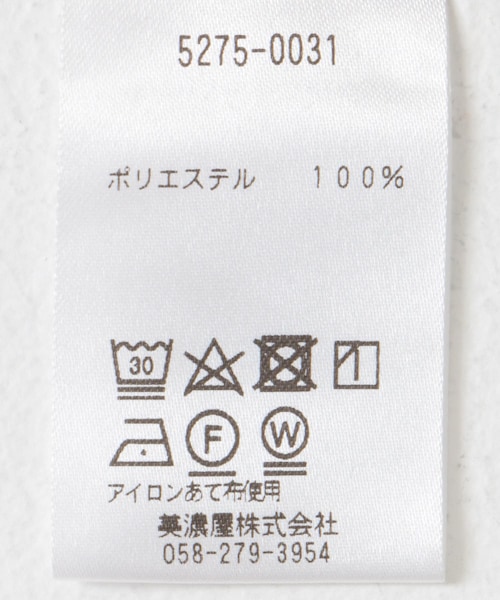 5275-0031
ポリエステル 100%
30
F W
アイロンあて布使用
美濃屋株式会社
058-279-3954